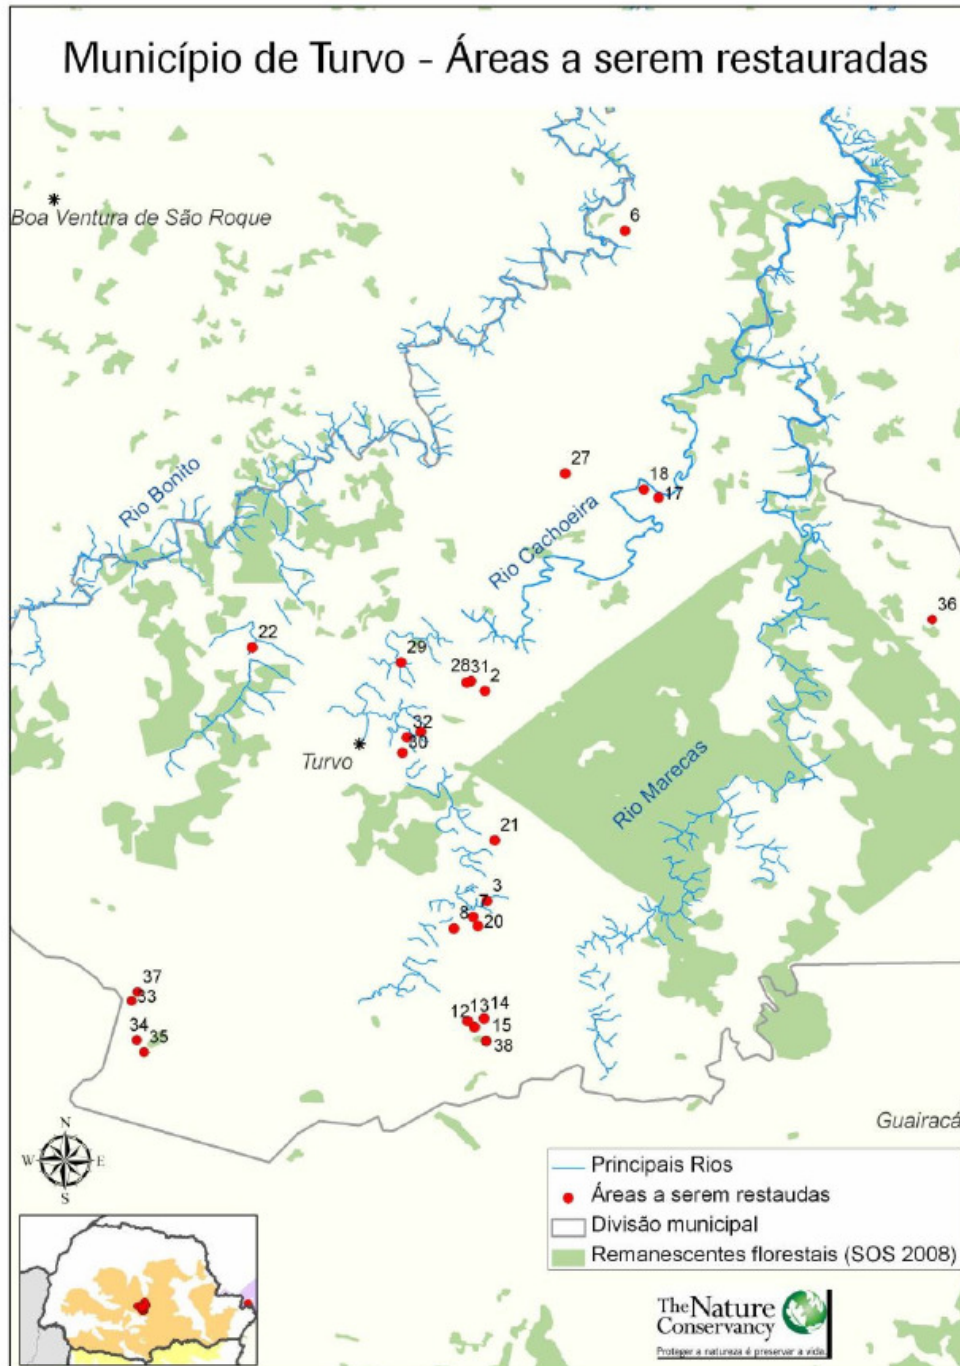 Município de Turvo - Áreas a serem restauradas
Boa Ventura de São Roque
6
Rio Bonito
27
18
17
Rio Cachoeira
36
22
29
28 31 2
32
30
Turvo
Rio Marecas
21
3
7
8
20
37
33
34
35
12 13 14
15
38
Guairacá
N
W E
S
Principais Rios
Áreas a serem restaudas
Divisão municipal
Remanescentes florestais (SOS 2008)
The Nature
Conservancy
Proteger a natureza é preservar a vida.